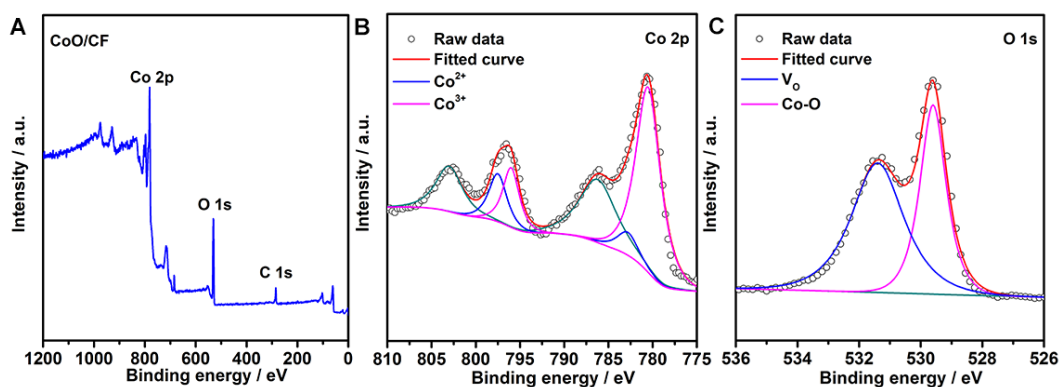 A
CoO/CF
Co 2p
O 1s
C 1s
Intensity / a.u.
1200 1000 800 600 400 200 0
Binding energy / eV
B
Raw data
Fitted curve
Co²⁺
Co³⁺
Co 2p
Intensity / a.u.
810 805 800 795 790 785 780 775
Binding energy / eV
C
Raw data
Fitted curve
V_O
Co-O
O 1s
Intensity / a.u.
536 534 532 530 528 526
Binding energy / eV